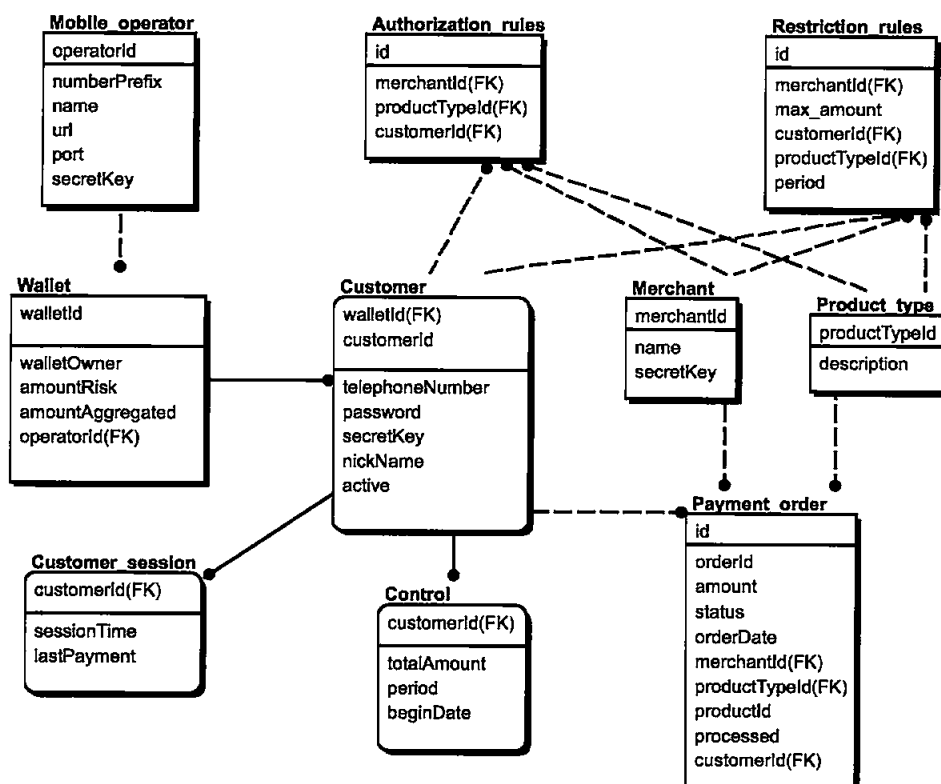 Mobile_operator
operatorId
numberPrefix
name
url
port
secretKey
Authorization_rules
id
merchantId(FK)
productTypeId(FK)
customerId(FK)
Restriction_rules
id
merchantId(FK)
max_amount
customerId(FK)
productTypeId(FK)
period
Wallet
walletId
walletOwner
amountRisk
amountAggregated
operatorId(FK)
Customer
walletId(FK)
customerId
telephoneNumber
password
secretKey
nickName
active
Merchant
merchantId
name
secretKey
Product_type
productTypeId
description
Customer_session
customerId(FK)
sessionTime
lastPayment
Control
customerId(FK)
totalAmount
period
beginDate
Payment_order
id
orderId
amount
status
orderDate
merchantId(FK)
productTypeId(FK)
productId
processed
customerId(FK)